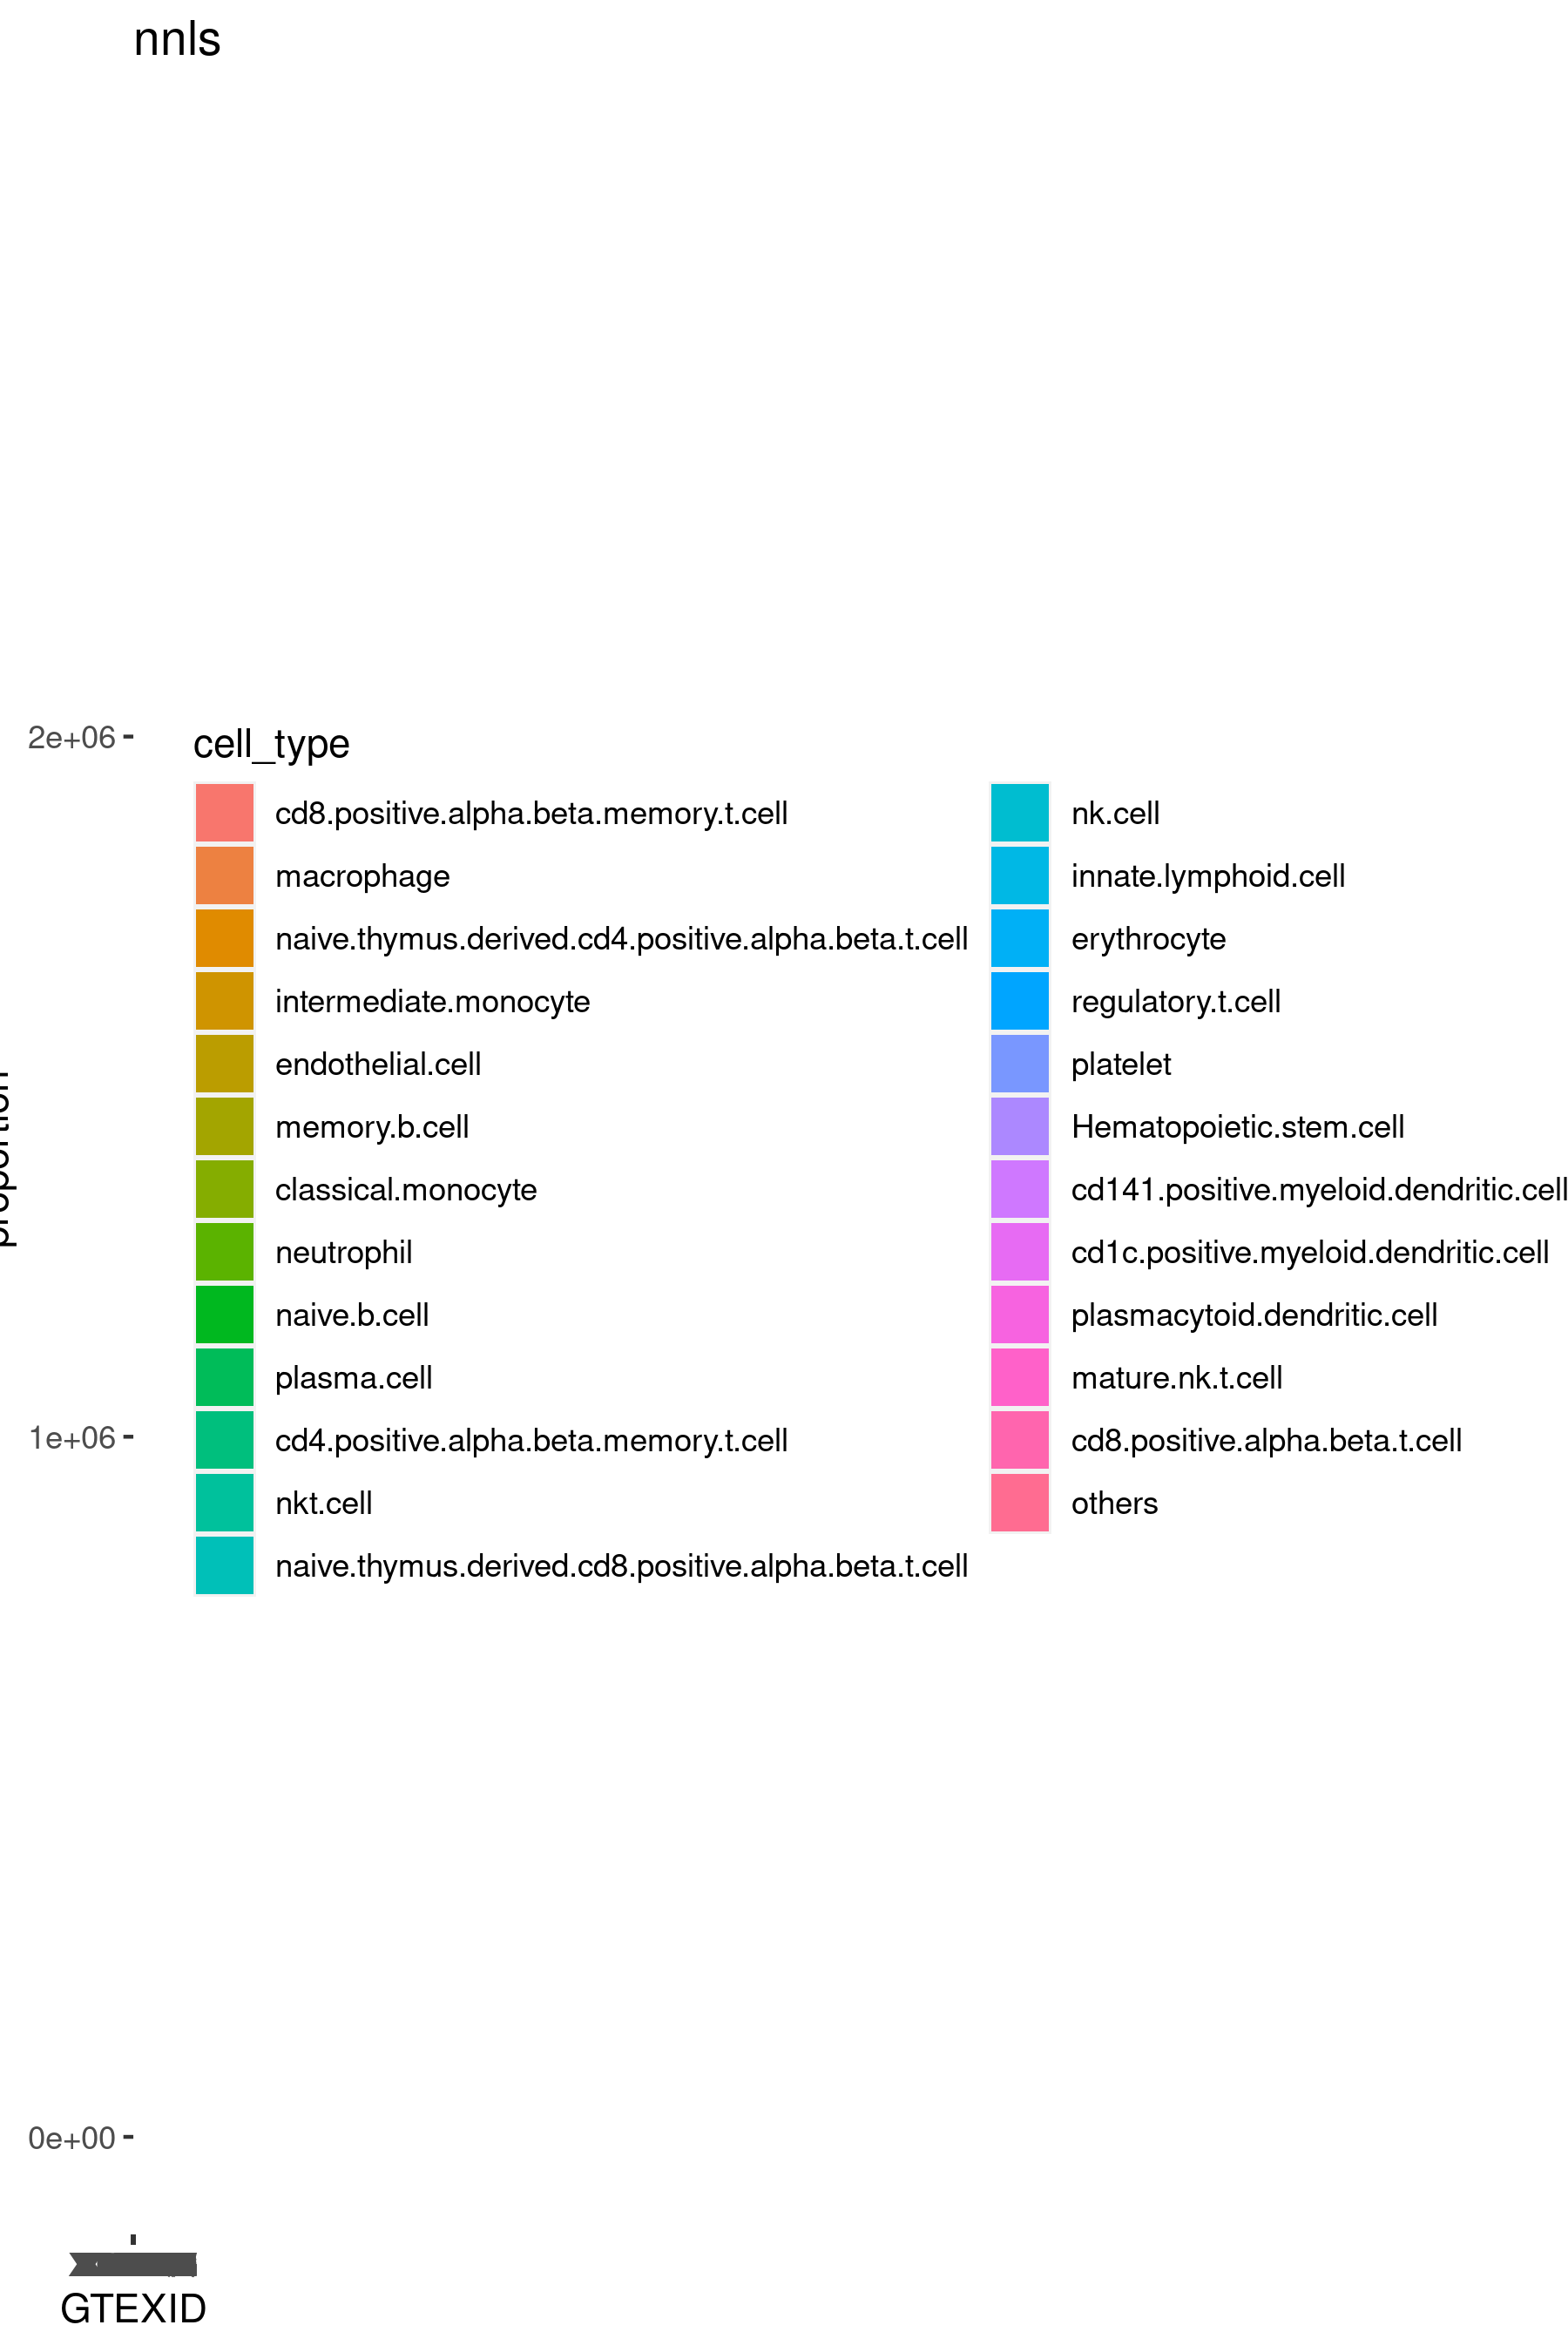 nnls
2e+06
cell_type
cd8.positive.alpha.beta.memory.t.cell
macrophage
naive.thymus.derived.cd4.positive.alpha.beta.t.cell
intermediate.monocyte
endothelial.cell
memory.b.cell
classical.monocyte
neutrophil
naive.b.cell
plasma.cell
cd4.positive.alpha.beta.memory.t.cell
nkt.cell
naive.thymus.derived.cd8.positive.alpha.beta.t.cell
nk.cell
innate.lymphoid.cell
erythrocyte
regulatory.t.cell
platelet
Hematopoietic.stem.cell
cd141.positive.myeloid.dendritic.cell
cd1c.positive.myeloid.dendritic.cell
plasmacytoid.dendritic.cell
mature.nk.t.cell
cd8.positive.alpha.beta.t.cell
others
proportion
1e+06
0e+00
GTEXID